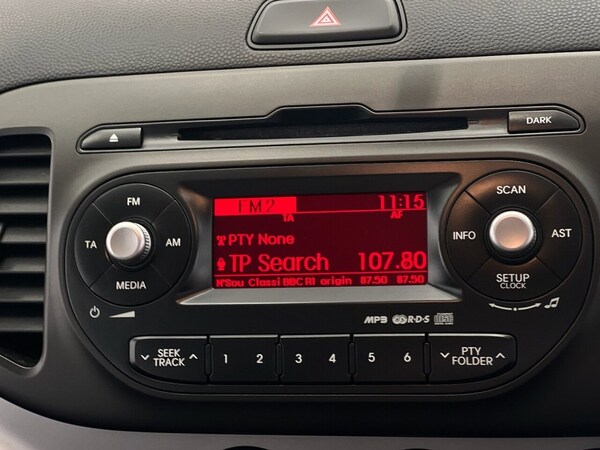 DARK
FM2 11:15
TA AF
PTY None
TP Search 107.80
N'Sou Classi BBC R1 origin 87.50 87.50
FM
TA AM
MEDIA
SCAN
INFO AST
SETUP
CLOCK
MP3 R·D·S
SEEK
TRACK
1 2 3 4 5 6
PTY
FOLDER